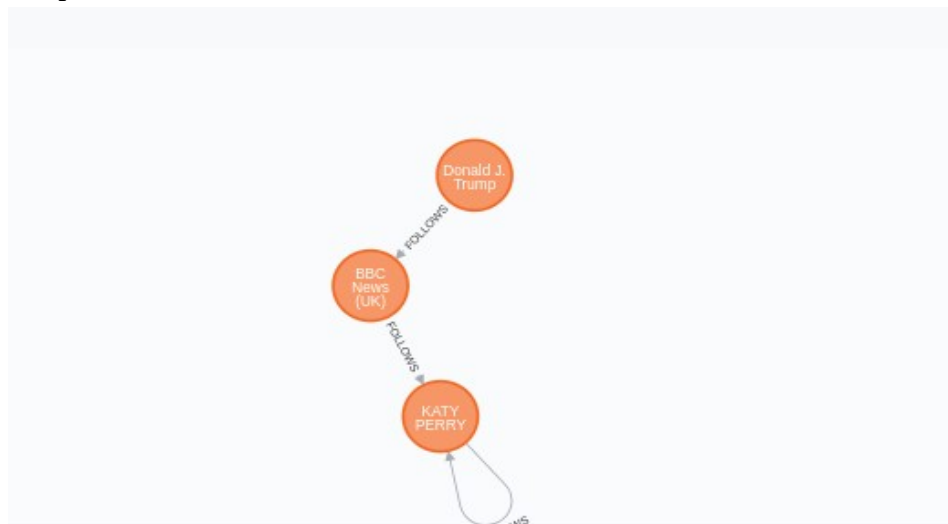 Donald J.
Trump
FOLLOWS
BBC
News
(UK)
FOLLOWS
KATY
PERRY